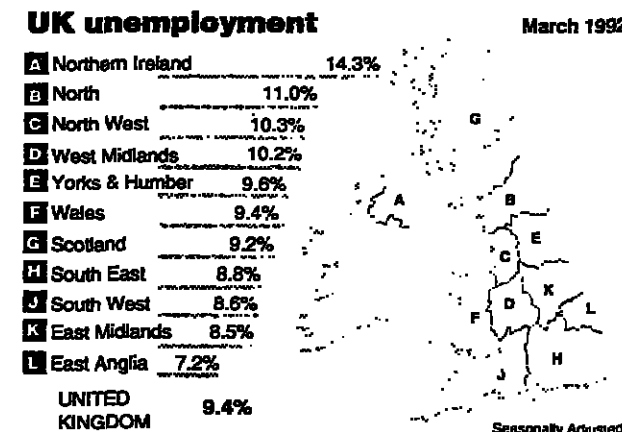 UK unemployment
March 1992
A Northern Ireland 14.3%
B North 11.0%
C North West 10.3%
D West Midlands 10.2%
E Yorks & Humber 9.6%
F Wales 9.4%
G Scotland 9.2%
H South East 8.8%
J South West 8.6%
K East Midlands 8.5%
L East Anglia 7.2%
UNITED
KINGDOM 9.4%
G
A
B
E
C
K
D
L
F
H
J
Seasonally Adjusted